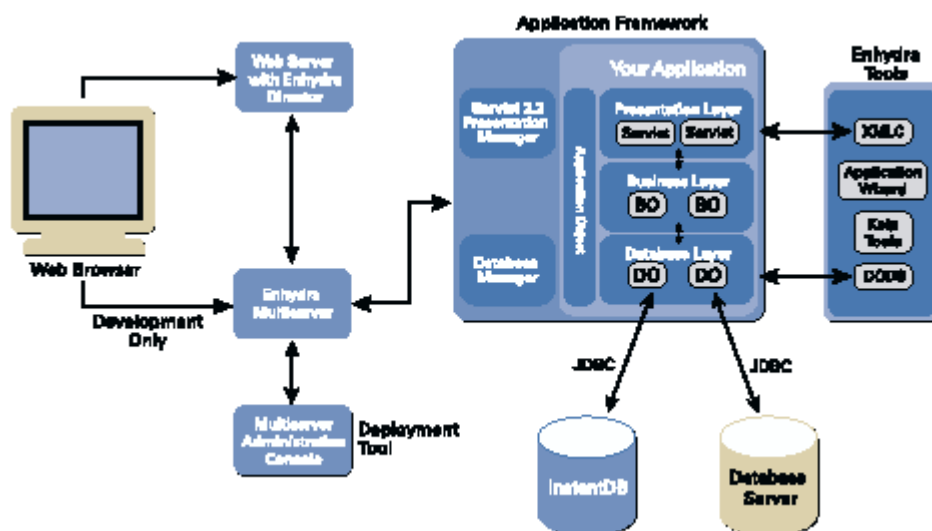 Application Framework
Web Server
with Enhydra
Director
Your Application
Enhydra
Tools
Servlet 2.2
Presentation
Manager
Presentation Layer
Servlet
Servlet
XMLC
Application Object
Application
Wizard
Business Layer
BO
BO
Kelp
Tools
Web Browser
Database
Manager
Database Layer
DO
DO
DODS
Enhydra
Multiserver
Development
Only
JDBC
JDBC
Multiserver
Administration
Console
Deployment
Tool
InstantDB
Database
Server